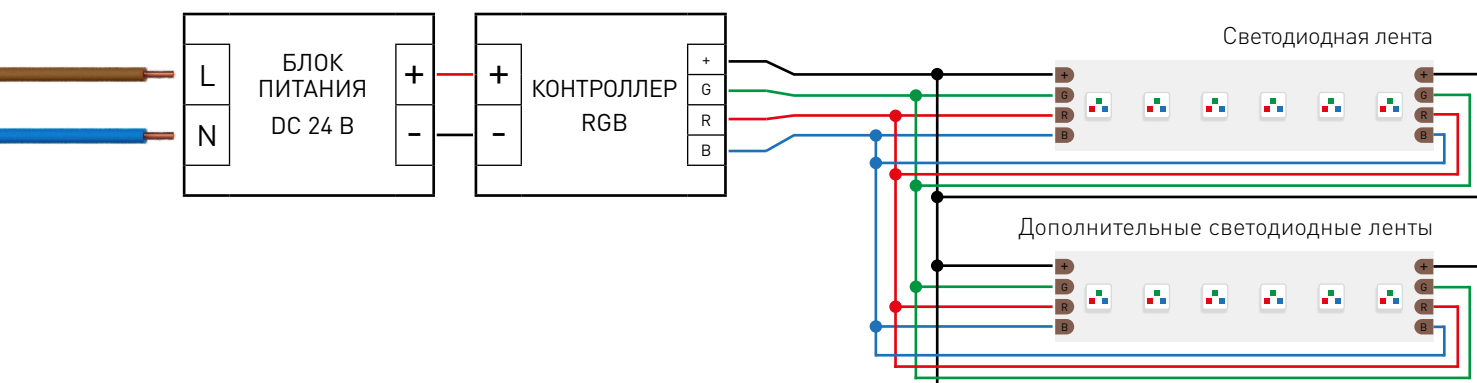 L
N
БЛОК
ПИТАНИЯ
DC 24 В
+
-
+
-
КОНТРОЛЛЕР
RGB
+
G
R
B
Светодиодная лента
+
G
R
B
+
G
R
B
Дополнительные светодиодные ленты
+
G
R
B
+
G
R
B